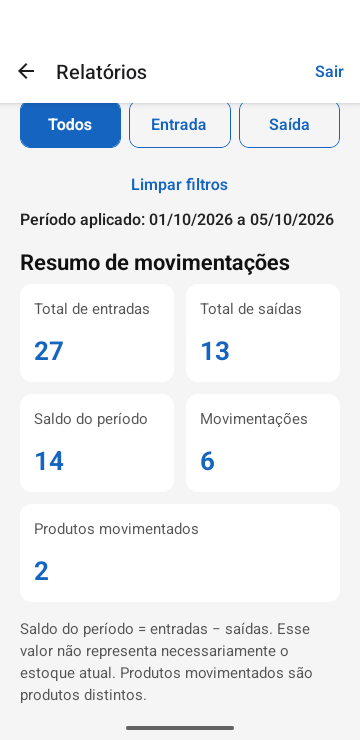 Relatórios
Sair
Todos
Entrada
Saída
Limpar filtros
Período aplicado: 01/10/2026 a 05/10/2026
Resumo de movimentações
Total de entradas
27
Total de saídas
13
Saldo do período
14
Movimentações
6
Produtos movimentados
2
Saldo do período = entradas − saídas. Esse
valor não representa necessariamente o
estoque atual. Produtos movimentados são
produtos distintos.